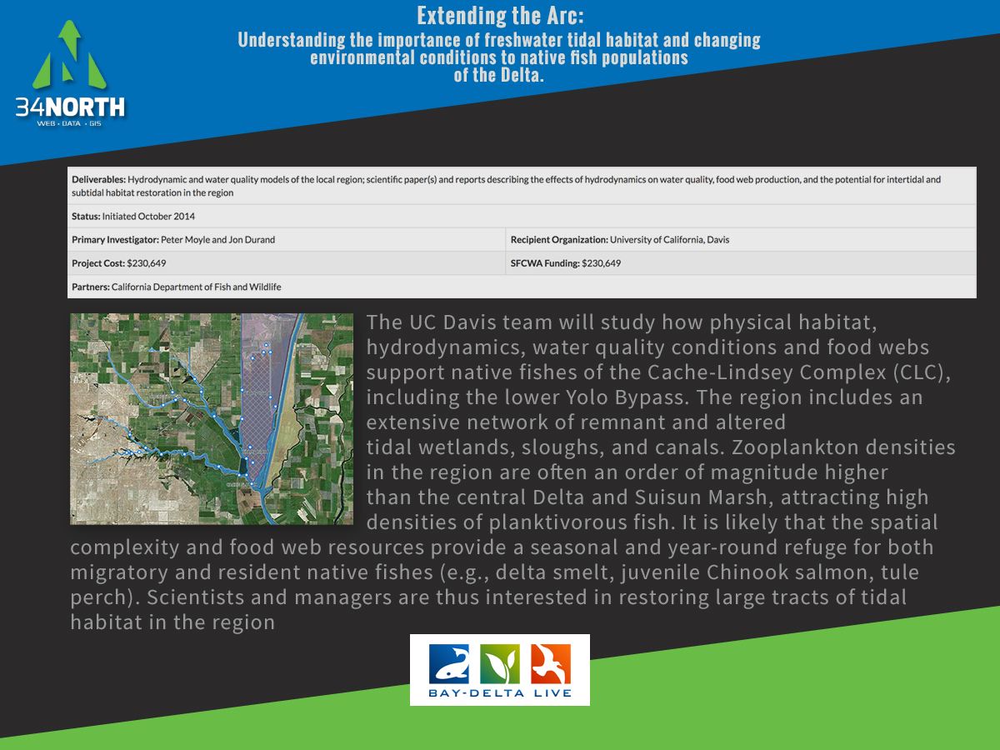 Extending the Arc:
Understanding the importance of freshwater tidal habitat and changing
environmental conditions to native fish populations
of the Delta.
34NORTH
WEB • DATA • GIS
Deliverables: Hydrodynamic and water quality models of the local region; scientific paper(s) and reports describing the effects of hydrodynamics on water quality, food web production, and the potential for intertidal and
subtidal habitat restoration in the region
Status: Initiated October 2014
Primary Investigator: Peter Moyle and Jon Durand
Recipient Organization: University of California, Davis
Project Cost: $230,649
SFCWA Funding: $230,649
Partners: California Department of Fish and Wildlife
The UC Davis team will study how physical habitat,
hydrodynamics, water quality conditions and food webs
support native fishes of the Cache-Lindsey Complex (CLC),
including the lower Yolo Bypass. The region includes an
extensive network of remnant and altered
tidal wetlands, sloughs, and canals. Zooplankton densities
in the region are often an order of magnitude higher
than the central Delta and Suisun Marsh, attracting high
densities of planktivorous fish. It is likely that the spatial
complexity and food web resources provide a seasonal and year-round refuge for both
migratory and resident native fishes (e.g., delta smelt, juvenile Chinook salmon, tule
perch). Scientists and managers are thus interested in restoring large tracts of tidal
habitat in the region
BAY-DELTA LIVE